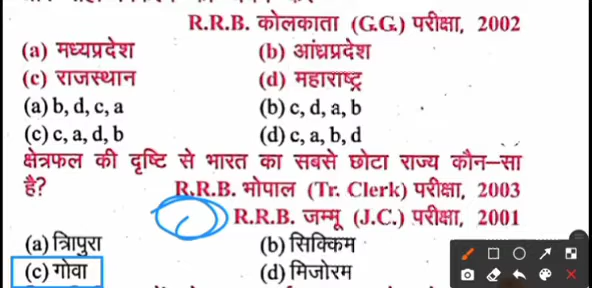 R.R.B. कोलकाता (G.G.) परीक्षा, 2002
(a) मध्यप्रदेश (b) आंध्रप्रदेश
(c) राजस्थान (d) महाराष्ट्र
(a) b, d, c, a (b) c, d, a, b
(c) c, a, d, b (d) c, a, b, d
क्षेत्रफल की दृष्टि से भारत का सबसे छोटा राज्य कौन–सा
है? R.R.B. भोपाल (Tr. Clerk) परीक्षा, 2003
R.R.B. जम्मू (J.C.) परीक्षा, 2001
(a) त्रिापुरा (b) सिक्किम
(c) गोवा (d) मिजोरम